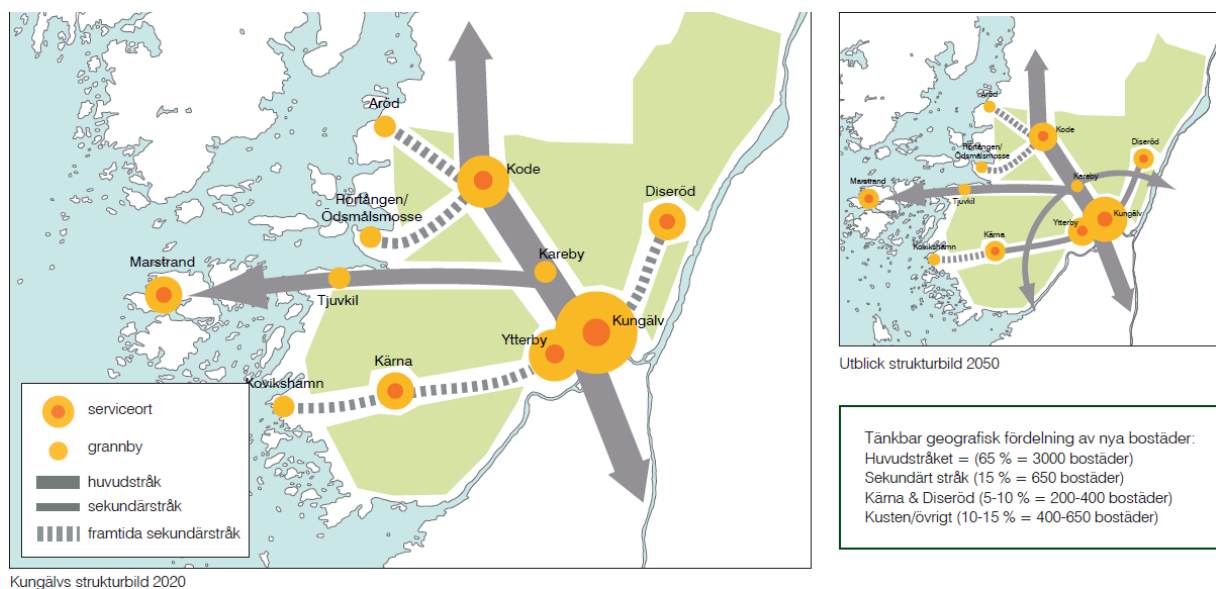 Aröd
Kode
Rörtången/
Ödsmålsmosse
Diseröd
Kareby
Marstrand
Tjuvkil
Kungälv
Ytterby
Kärna
Kovikshamn
serviceort
grannby
huvudstråk
sekundärstråk
framtida sekundärstråk
Kungälvs strukturbild 2020
Aröd
Kode
Diseröd
Rörtången/
Ödsmålsmosse
Marstrand
Kareby
Tjuvkil
Kungälv
Ytterby
Kärna
Kovikshamn
Utblick strukturbild 2050
Tänkbar geografisk fördelning av nya bostäder:
Huvudstråket = (65 % = 3000 bostäder)
Sekundärt stråk (15 % = 650 bostäder)
Kärna & Diseröd (5-10 % = 200-400 bostäder)
Kusten/övrigt (10-15 % = 400-650 bostäder)